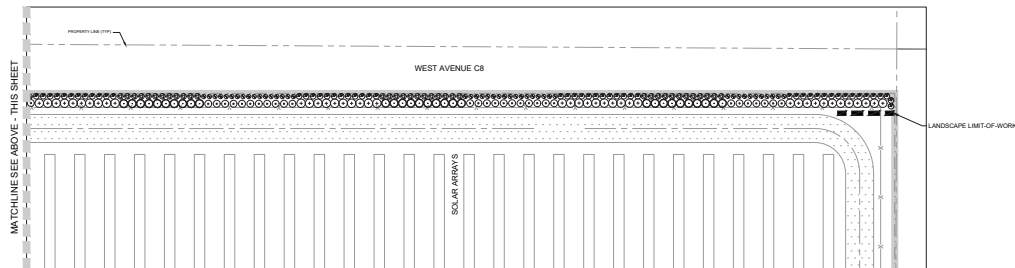 PROPERTY LINE (TYP)
WEST AVENUE C8
MATCHLINE SEE ABOVE - THIS SHEET
LANDSCAPE LIMIT-OF-WORK
SOLAR ARRAYS